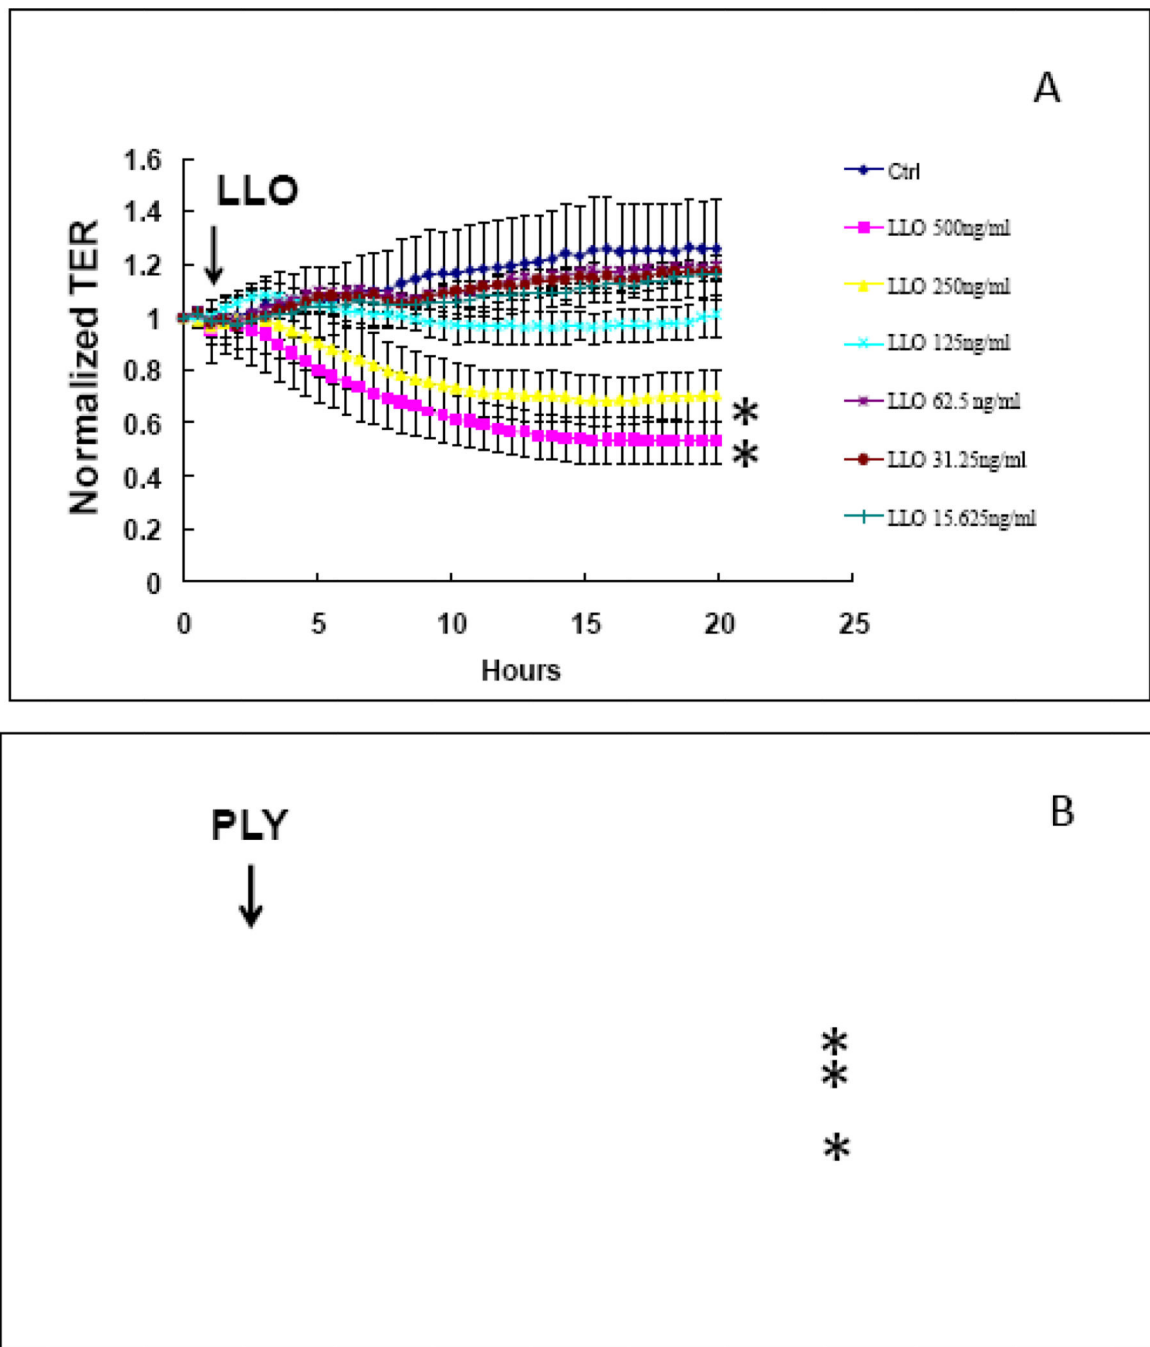 A
LLO
1.6
1.4
1.2
1
0.8
0.6
0.4
0.2
0
Normalized TER
0 5 10 15 20 25
Hours
Ctrl
LLO 500ng/ml
LLO 250ng/ml
LLO 125ng/ml
LLO 62.5 ng/ml
LLO 31.25ng/ml
LLO 15.625ng/ml
*
*
B
PLY
*
*
*